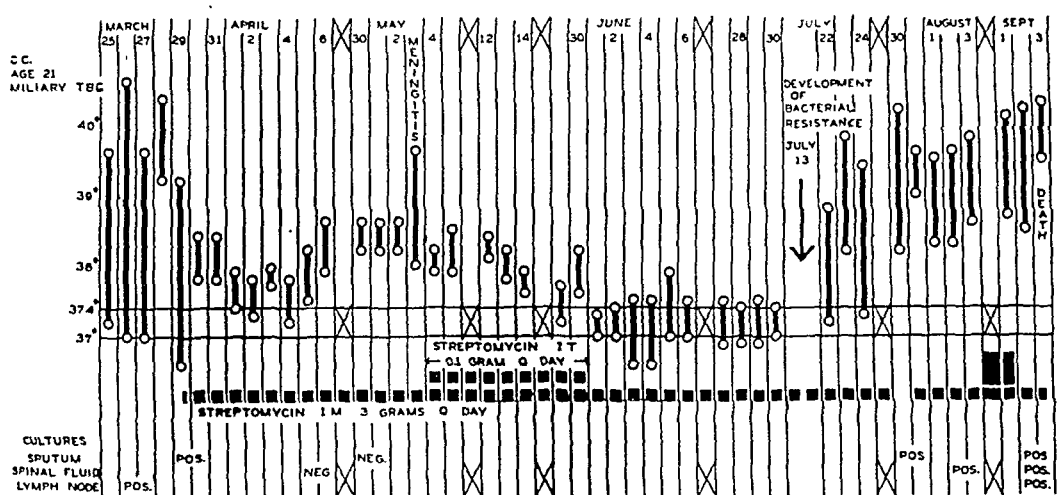 MARCH APRIL MAY JUNE JULY AUGUST SEPT
25 27 29 31 2 4 6 30 2 4 12 14 30 2 4 6 28 30 22 24 30 1 3 1 3
MENINGITIS
C.C.
AGE 21
MILIARY TBC
DEVELOPMENT
OF
BACTERIAL
RESISTANCE
JULY
13
40°
39°
38°
37.4°
37°
DEATH
STREPTOMYCIN I T
0.1 GRAM Q DAY
STREPTOMYCIN I M 3 GRAMS Q DAY
CULTURES
SPUTUM POS. NEG. POS POS
SPINAL FLUID NEG POS. POS.
LYMPH NODE POS. POS.